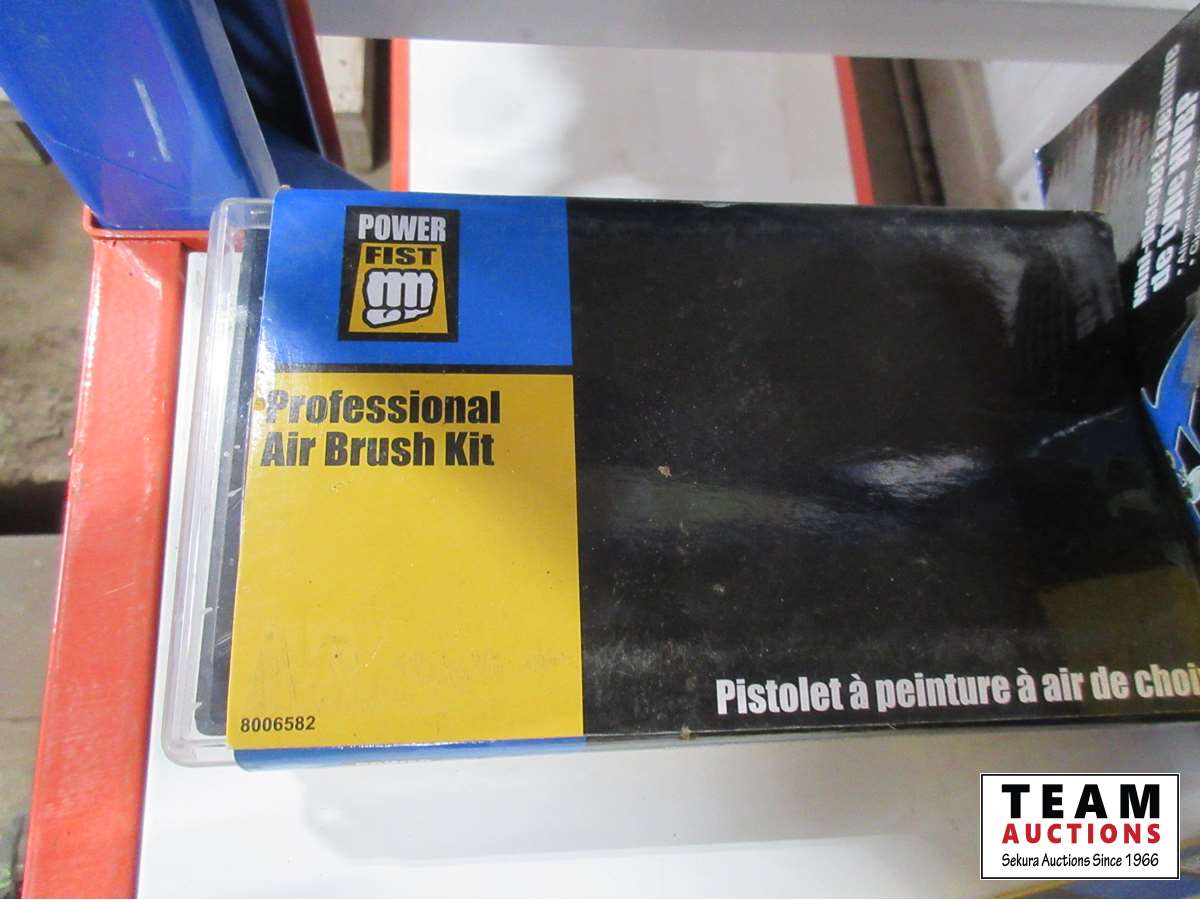 POWER
FIST
Professional
Air Brush Kit
8006582
Pistolet à peinture à air de choi
TEAM
AUCTIONS
Sekura Auctions Since 1966